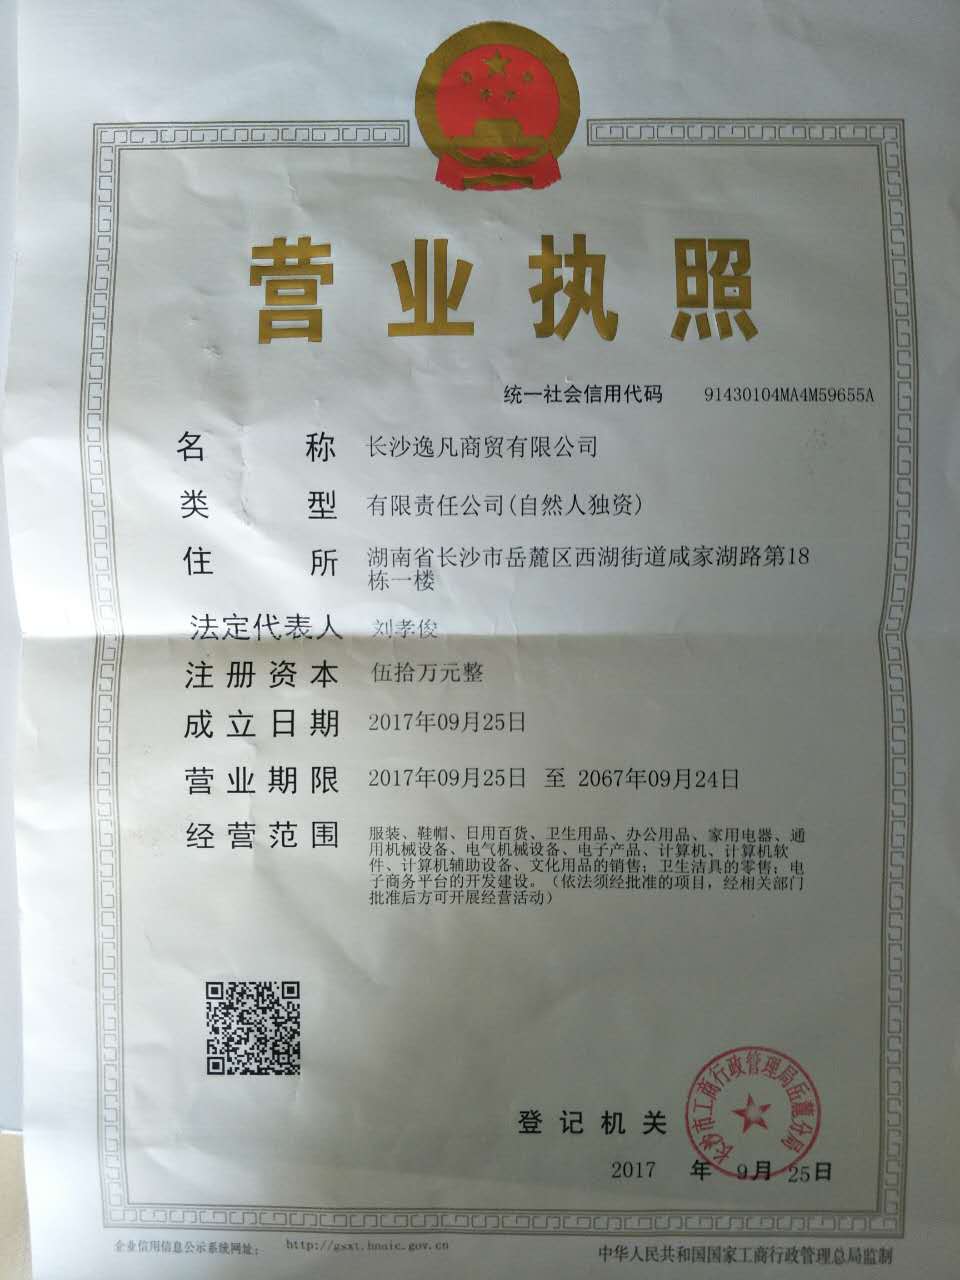 营业执照
统一社会信用代码 91430104MA4M59655A
名称 长沙逸凡商贸有限公司
类型 有限责任公司(自然人独资)
住所 湖南省长沙市岳麓区西湖街道咸家湖路第18
栋一楼
法定代表人 刘孝俊
注册资本 伍拾万元整
成立日期 2017年09月25日
营业期限 2017年09月25日 至 2067年09月24日
经营范围 服装、鞋帽、日用百货、卫生用品、办公用品、家用电器、通
用机械设备、电气机械设备、电子产品、计算机、计算机软
件、计算机辅助设备、文化用品的销售；卫生洁具的零售；电
子商务平台的开发建设。（依法须经批准的项目，经相关部门
批准后方可开展经营活动）
长沙市工商行政管理局岳麓分局
登记机关
2017 年 9月 25日
企业信用信息公示系统网址： http://gsxt.hnaic.gov.cn
中华人民共和国国家工商行政管理总局监制